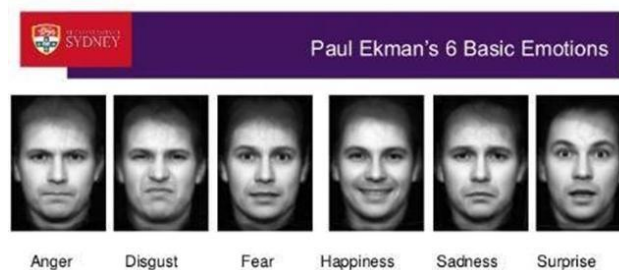 SYDNEY
Paul Ekman's 6 Basic Emotions
Anger Disgust Fear Happiness Sadness Surprise